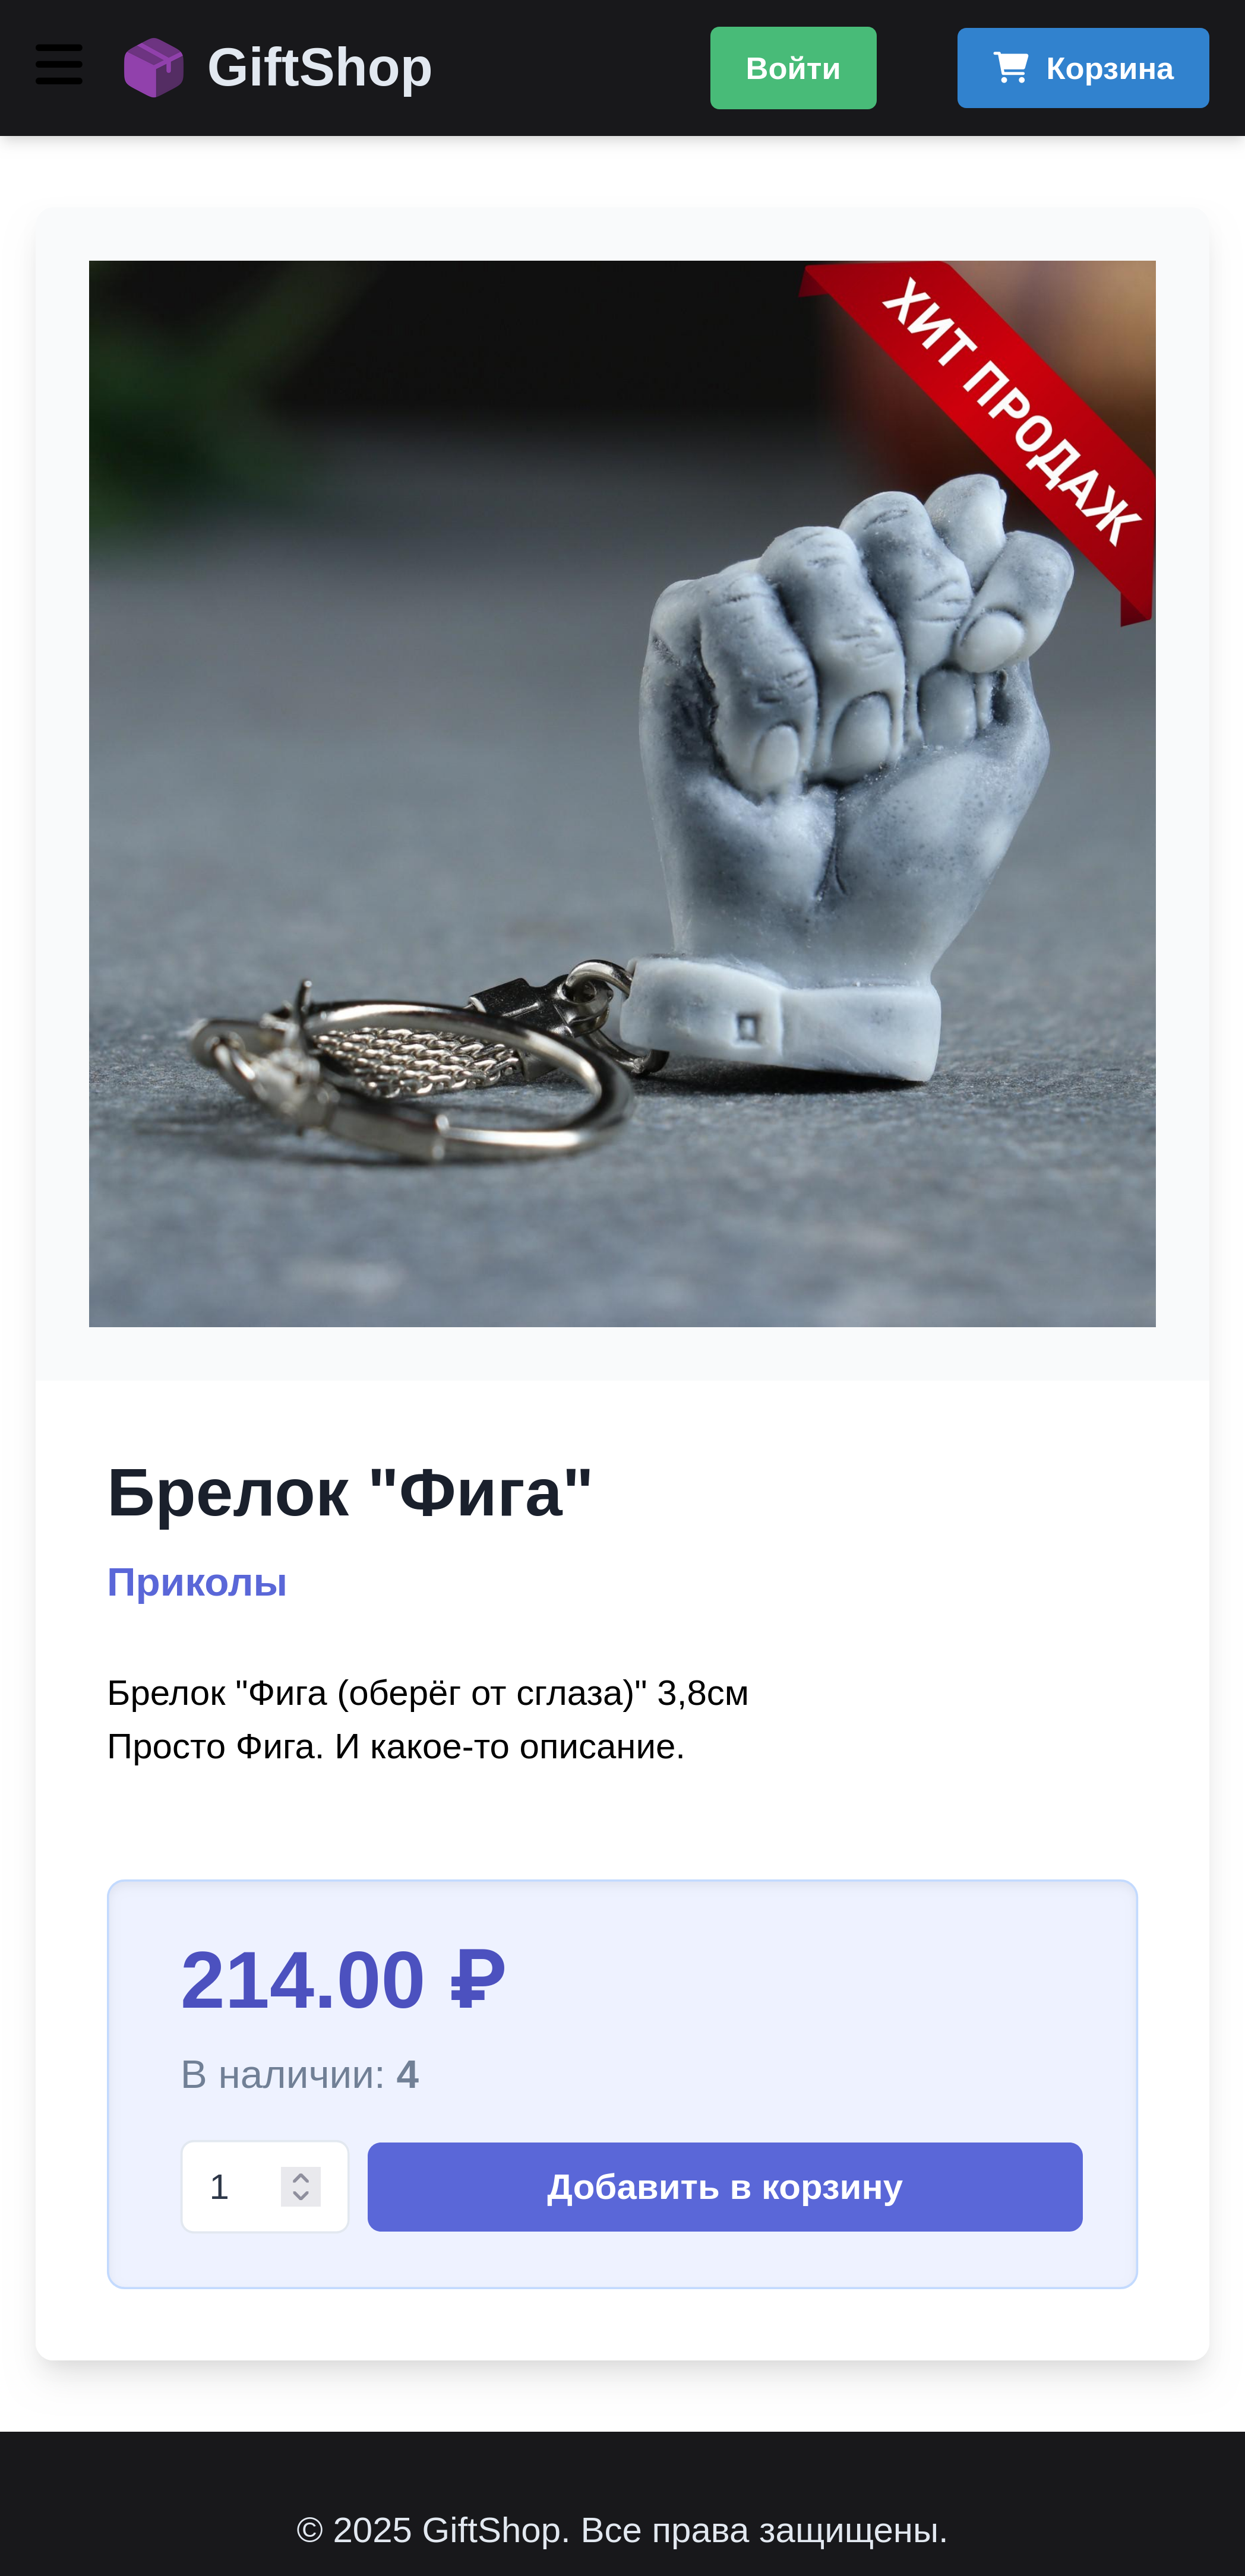 GiftShop
Войти
Корзина
ХИТ ПРОДАЖ
Брелок "Фига"
Приколы
Брелок "Фига (оберёг от сглаза)" 3,8см
Просто Фига. И какое-то описание.
214.00 ₽
В наличии: 4
1
Добавить в корзину
© 2025 GiftShop. Все права защищены.